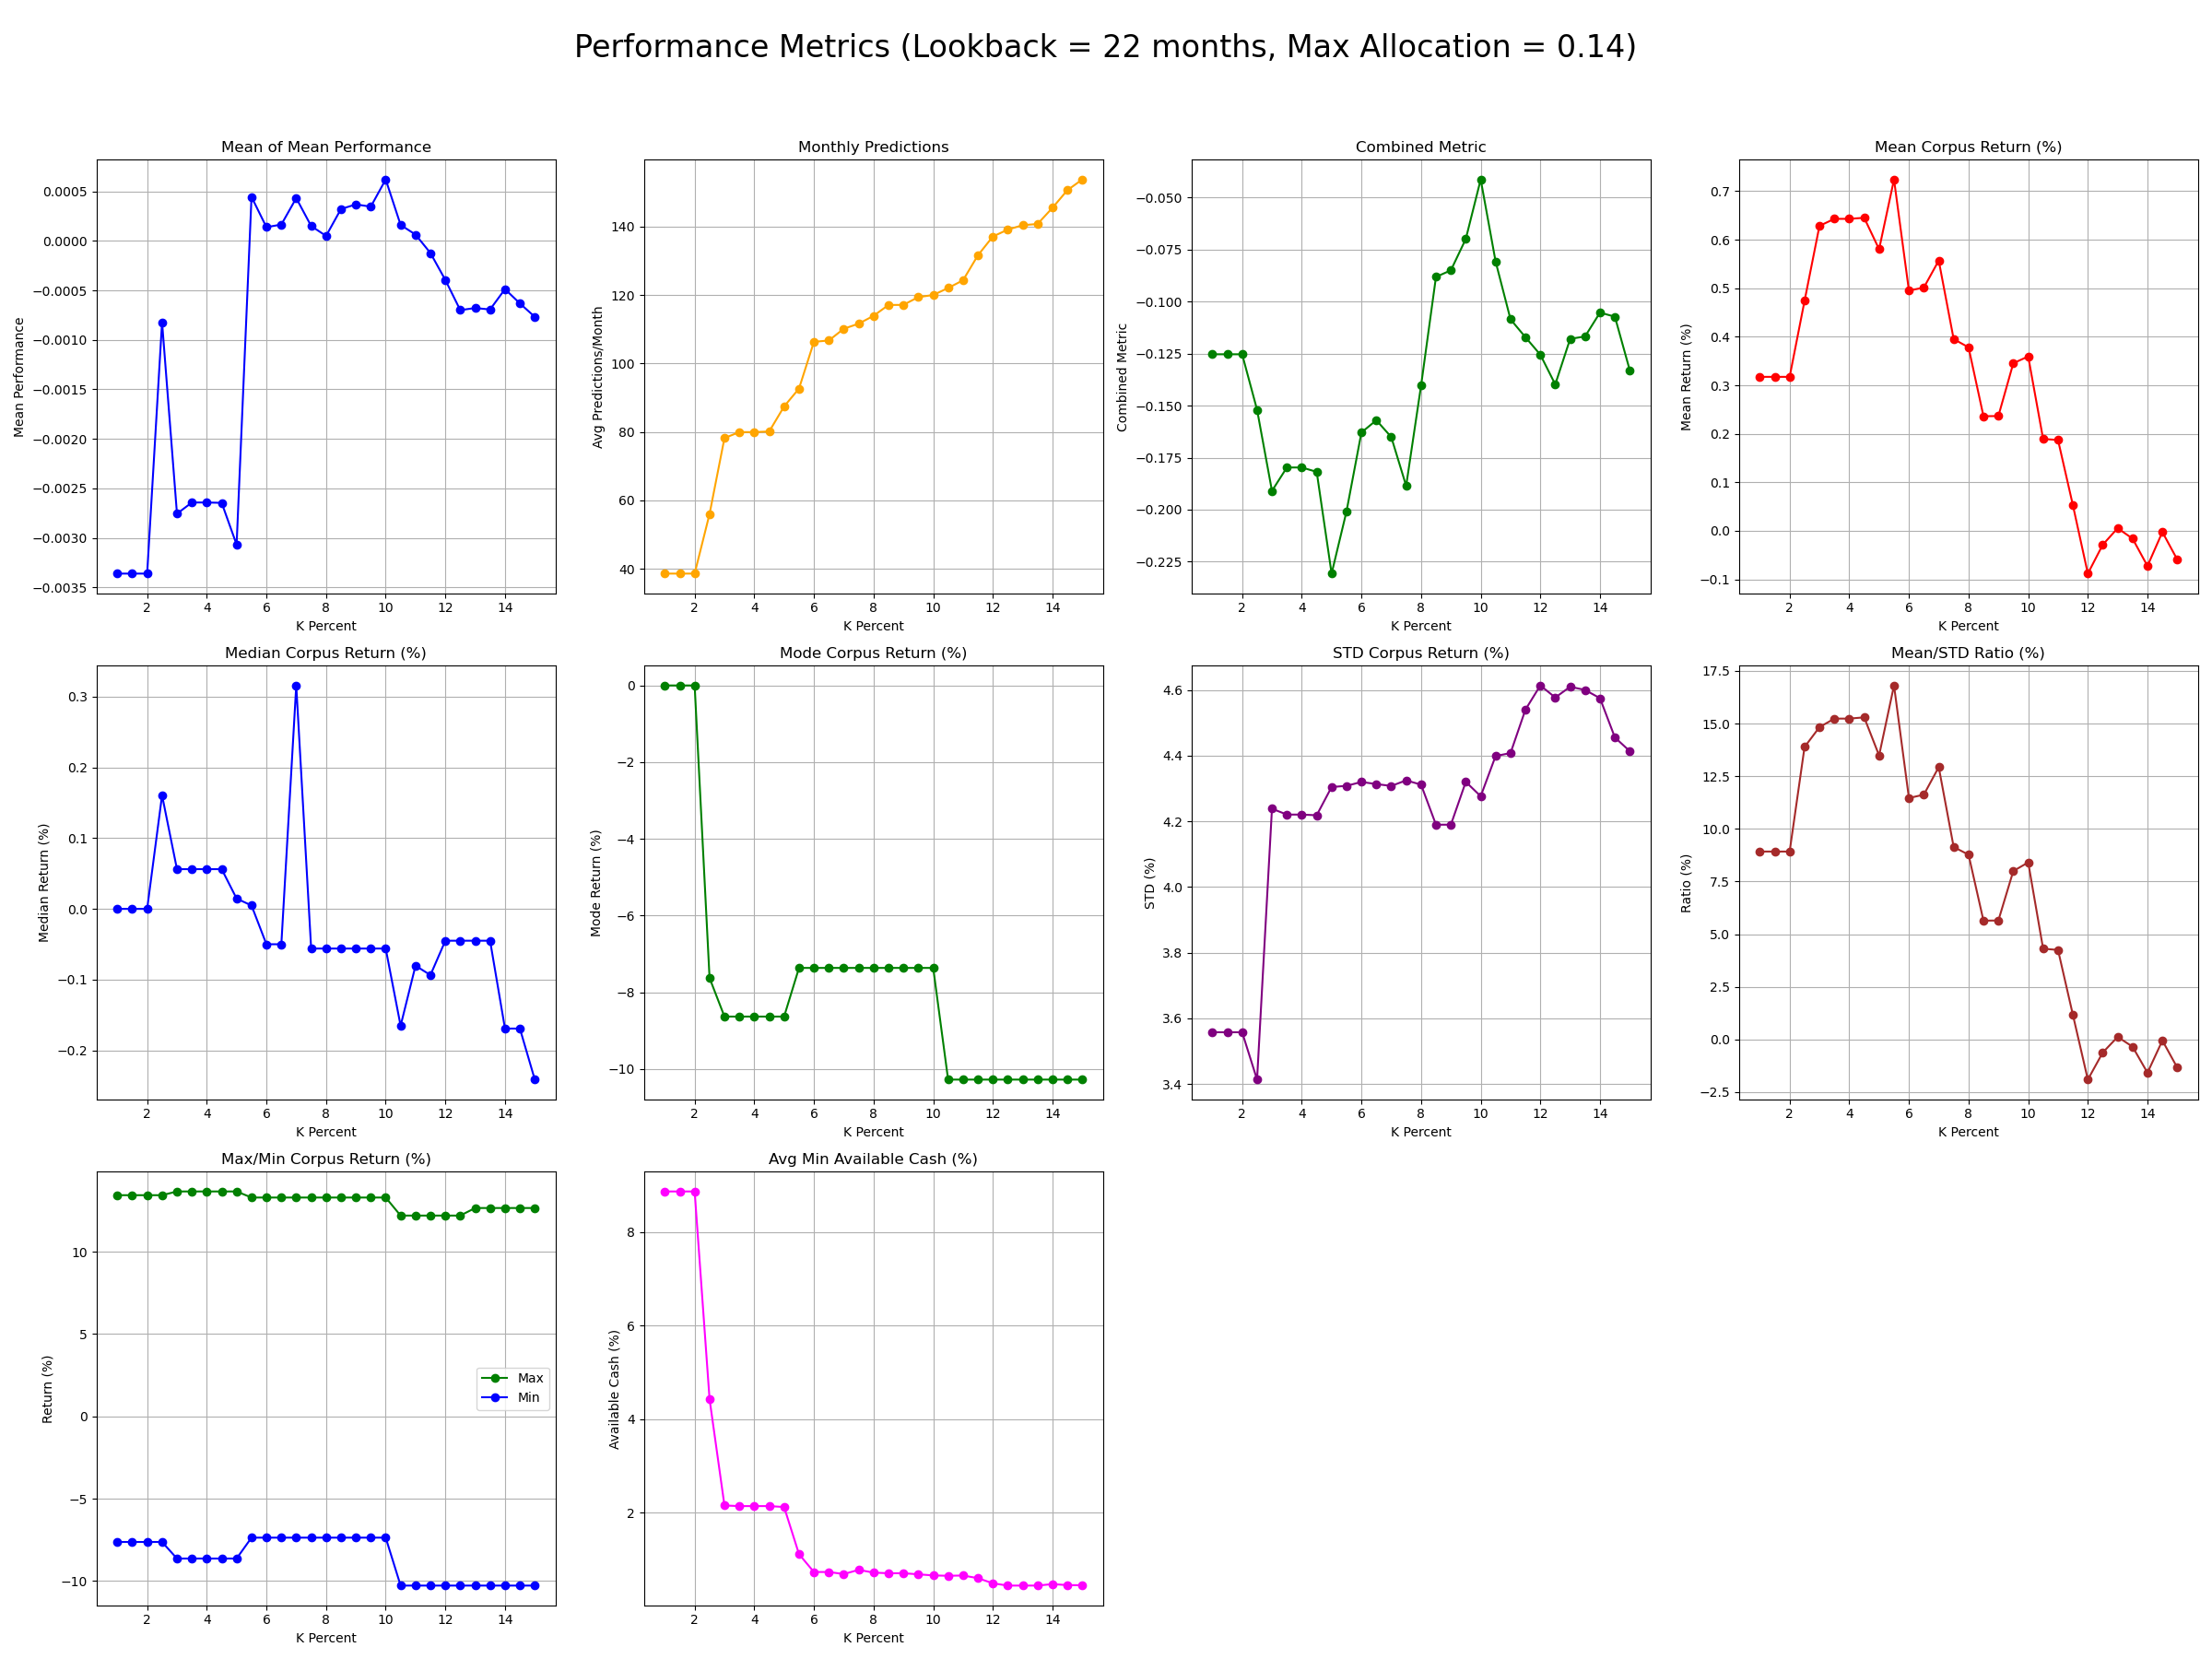 Performance Metrics (Lookback = 22 months, Max Allocation = 0.14)
Mean of Mean Performance
Mean Performance
0.0005
0.0000
−0.0005
−0.0010
−0.0015
−0.0020
−0.0025
−0.0030
−0.0035
2 4 6 8 10 12 14
K Percent
Monthly Predictions
Avg Predictions/Month
140
120
100
80
60
40
2 4 6 8 10 12 14
K Percent
Combined Metric
Combined Metric
−0.050
−0.075
−0.100
−0.125
−0.150
−0.175
−0.200
−0.225
2 4 6 8 10 12 14
K Percent
Mean Corpus Return (%)
Mean Return (%)
0.7
0.6
0.5
0.4
0.3
0.2
0.1
0.0
−0.1
2 4 6 8 10 12 14
K Percent
Median Corpus Return (%)
Median Return (%)
0.3
0.2
0.1
0.0
−0.1
−0.2
2 4 6 8 10 12 14
K Percent
Mode Corpus Return (%)
Mode Return (%)
0
−2
−4
−6
−8
−10
2 4 6 8 10 12 14
K Percent
STD Corpus Return (%)
STD (%)
4.6
4.4
4.2
4.0
3.8
3.6
3.4
2 4 6 8 10 12 14
K Percent
Mean/STD Ratio (%)
Ratio (%)
17.5
15.0
12.5
10.0
7.5
5.0
2.5
0.0
−2.5
2 4 6 8 10 12 14
K Percent
Max/Min Corpus Return (%)
Return (%)
10
5
0
−5
−10
Max
Min
2 4 6 8 10 12 14
K Percent
Avg Min Available Cash (%)
Available Cash (%)
8
6
4
2
2 4 6 8 10 12 14
K Percent